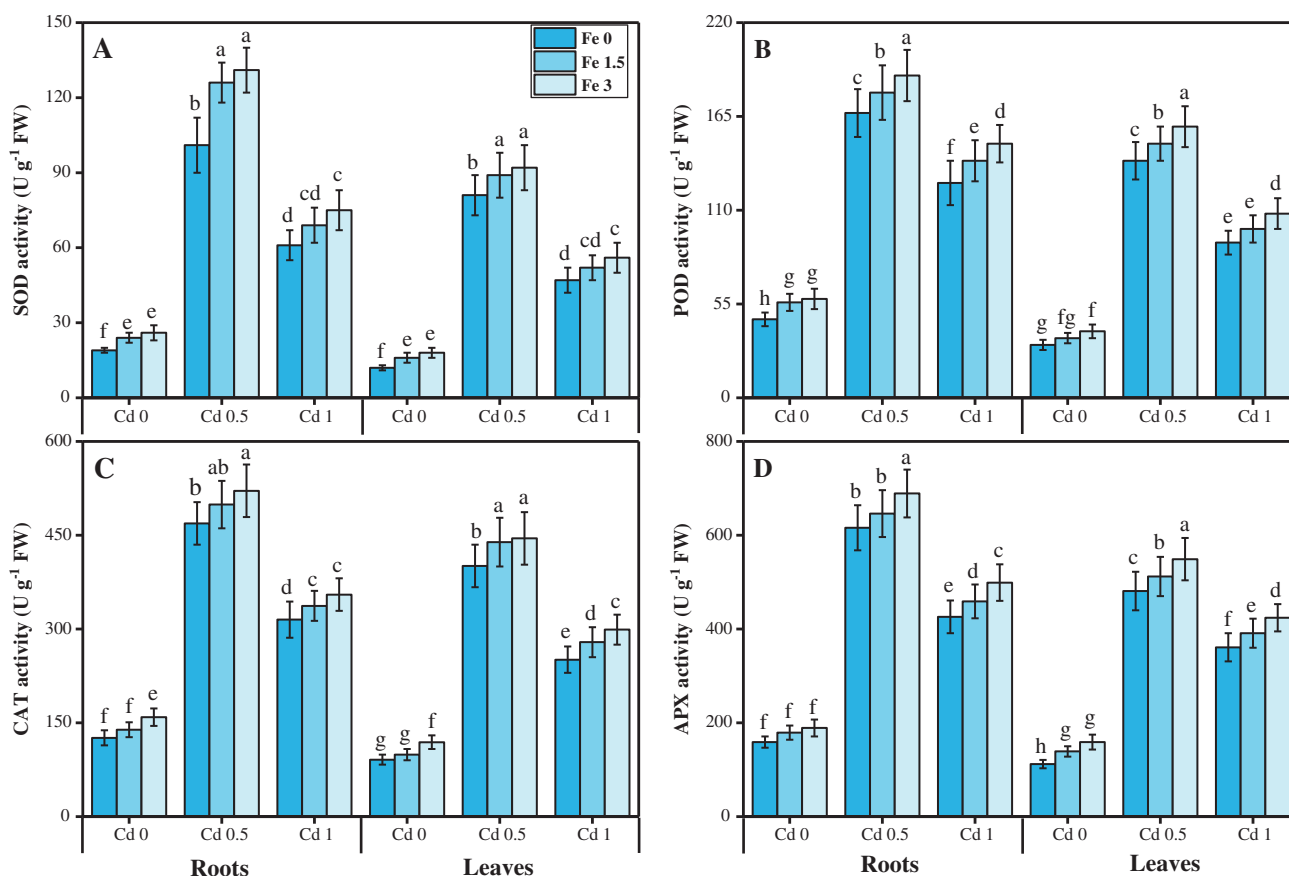 A
Fe 0
Fe 1.5
Fe 3
SOD activity (U g⁻¹ FW)
150
120
90
60
30
0
f e e b a a d cd c f e e b a a d cd c
Cd 0 Cd 0.5 Cd 1 Cd 0 Cd 0.5 Cd 1
B
POD activity (U g⁻¹ FW)
220
165
110
55
0
h g g c b a f e d g fg f c b a e e d
Cd 0 Cd 0.5 Cd 1 Cd 0 Cd 0.5 Cd 1
C
CAT activity (U g⁻¹ FW)
600
450
300
150
0
f f e b ab a d c c g g f b a a e d c
Cd 0 Cd 0.5 Cd 1 Cd 0 Cd 0.5 Cd 1
Roots Leaves
D
APX activity (U g⁻¹ FW)
800
600
400
200
0
f f f b b a e d c h g g c b a f e d
Cd 0 Cd 0.5 Cd 1 Cd 0 Cd 0.5 Cd 1
Roots Leaves